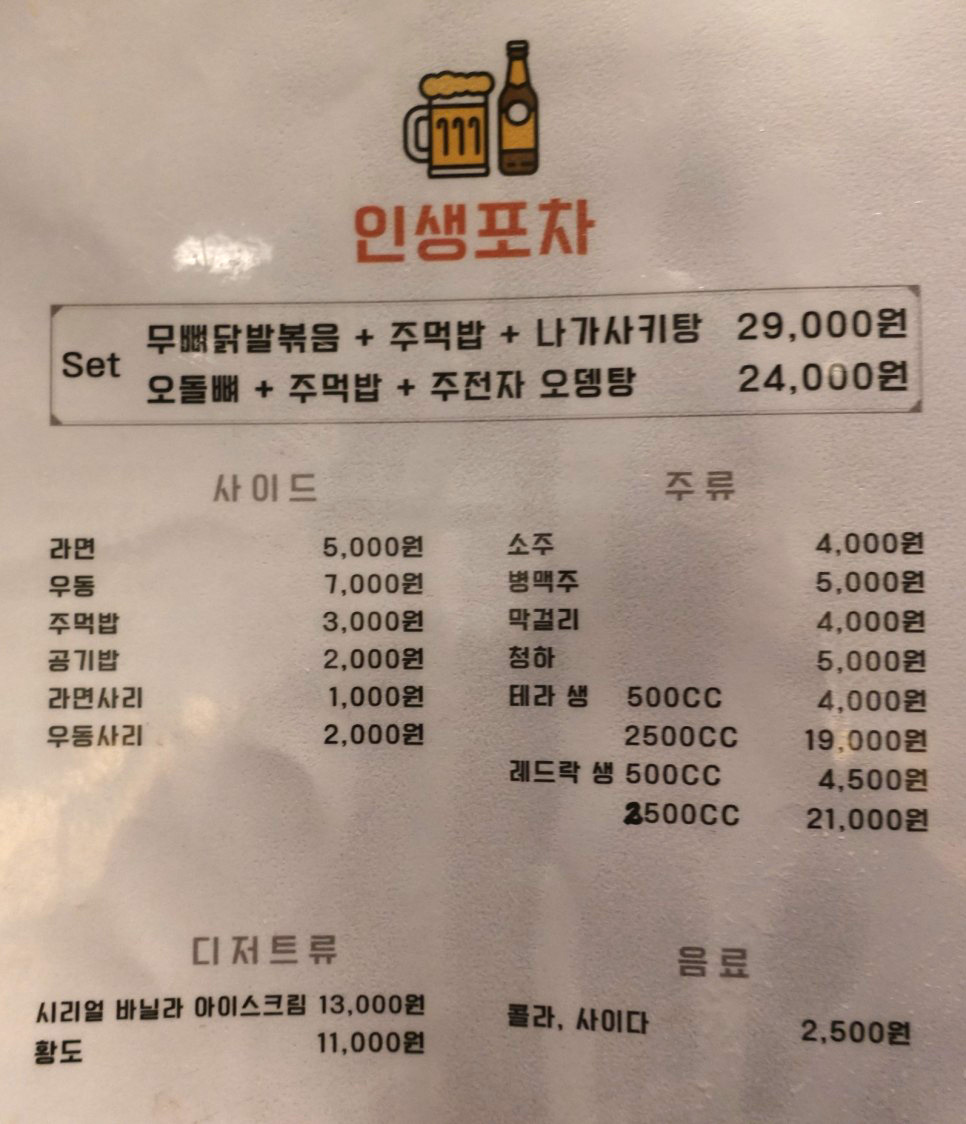 인생포차
Set
무뼈닭발볶음 + 주먹밥 + 나가사키탕 29,000원
오돌뼈 + 주먹밥 + 주전자 오뎅탕 24,000원
사이드
라면 5,000원
우동 7,000원
주먹밥 3,000원
공기밥 2,000원
라면사리 1,000원
우동사리 2,000원
주류
소주 4,000원
병맥주 5,000원
막걸리 4,000원
청하 5,000원
테라 생 500CC 4,000원
2500CC 19,000원
레드락 생 500CC 4,500원
2500CC 21,000원
디저트류
시리얼 바닐라 아이스크림 13,000원
황도 11,000원
음료
콜라, 사이다 2,500원